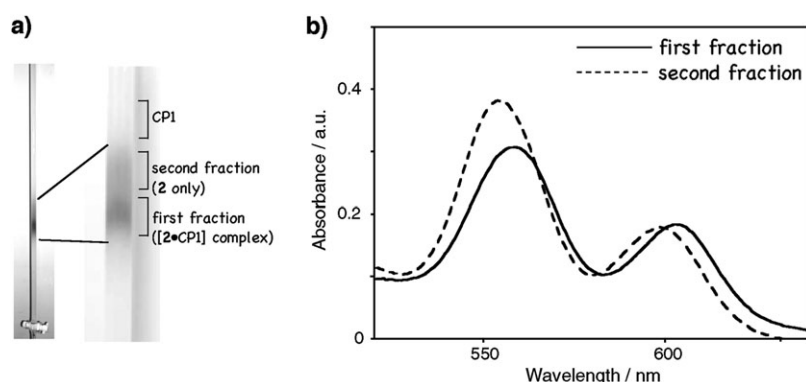 a)
CP1
second fraction
(2 only)
first fraction
([2•CP1] complex)
b)
first fraction
second fraction
Absorbance / a.u.
0.4
0.2
0
550
600
Wavelength / nm